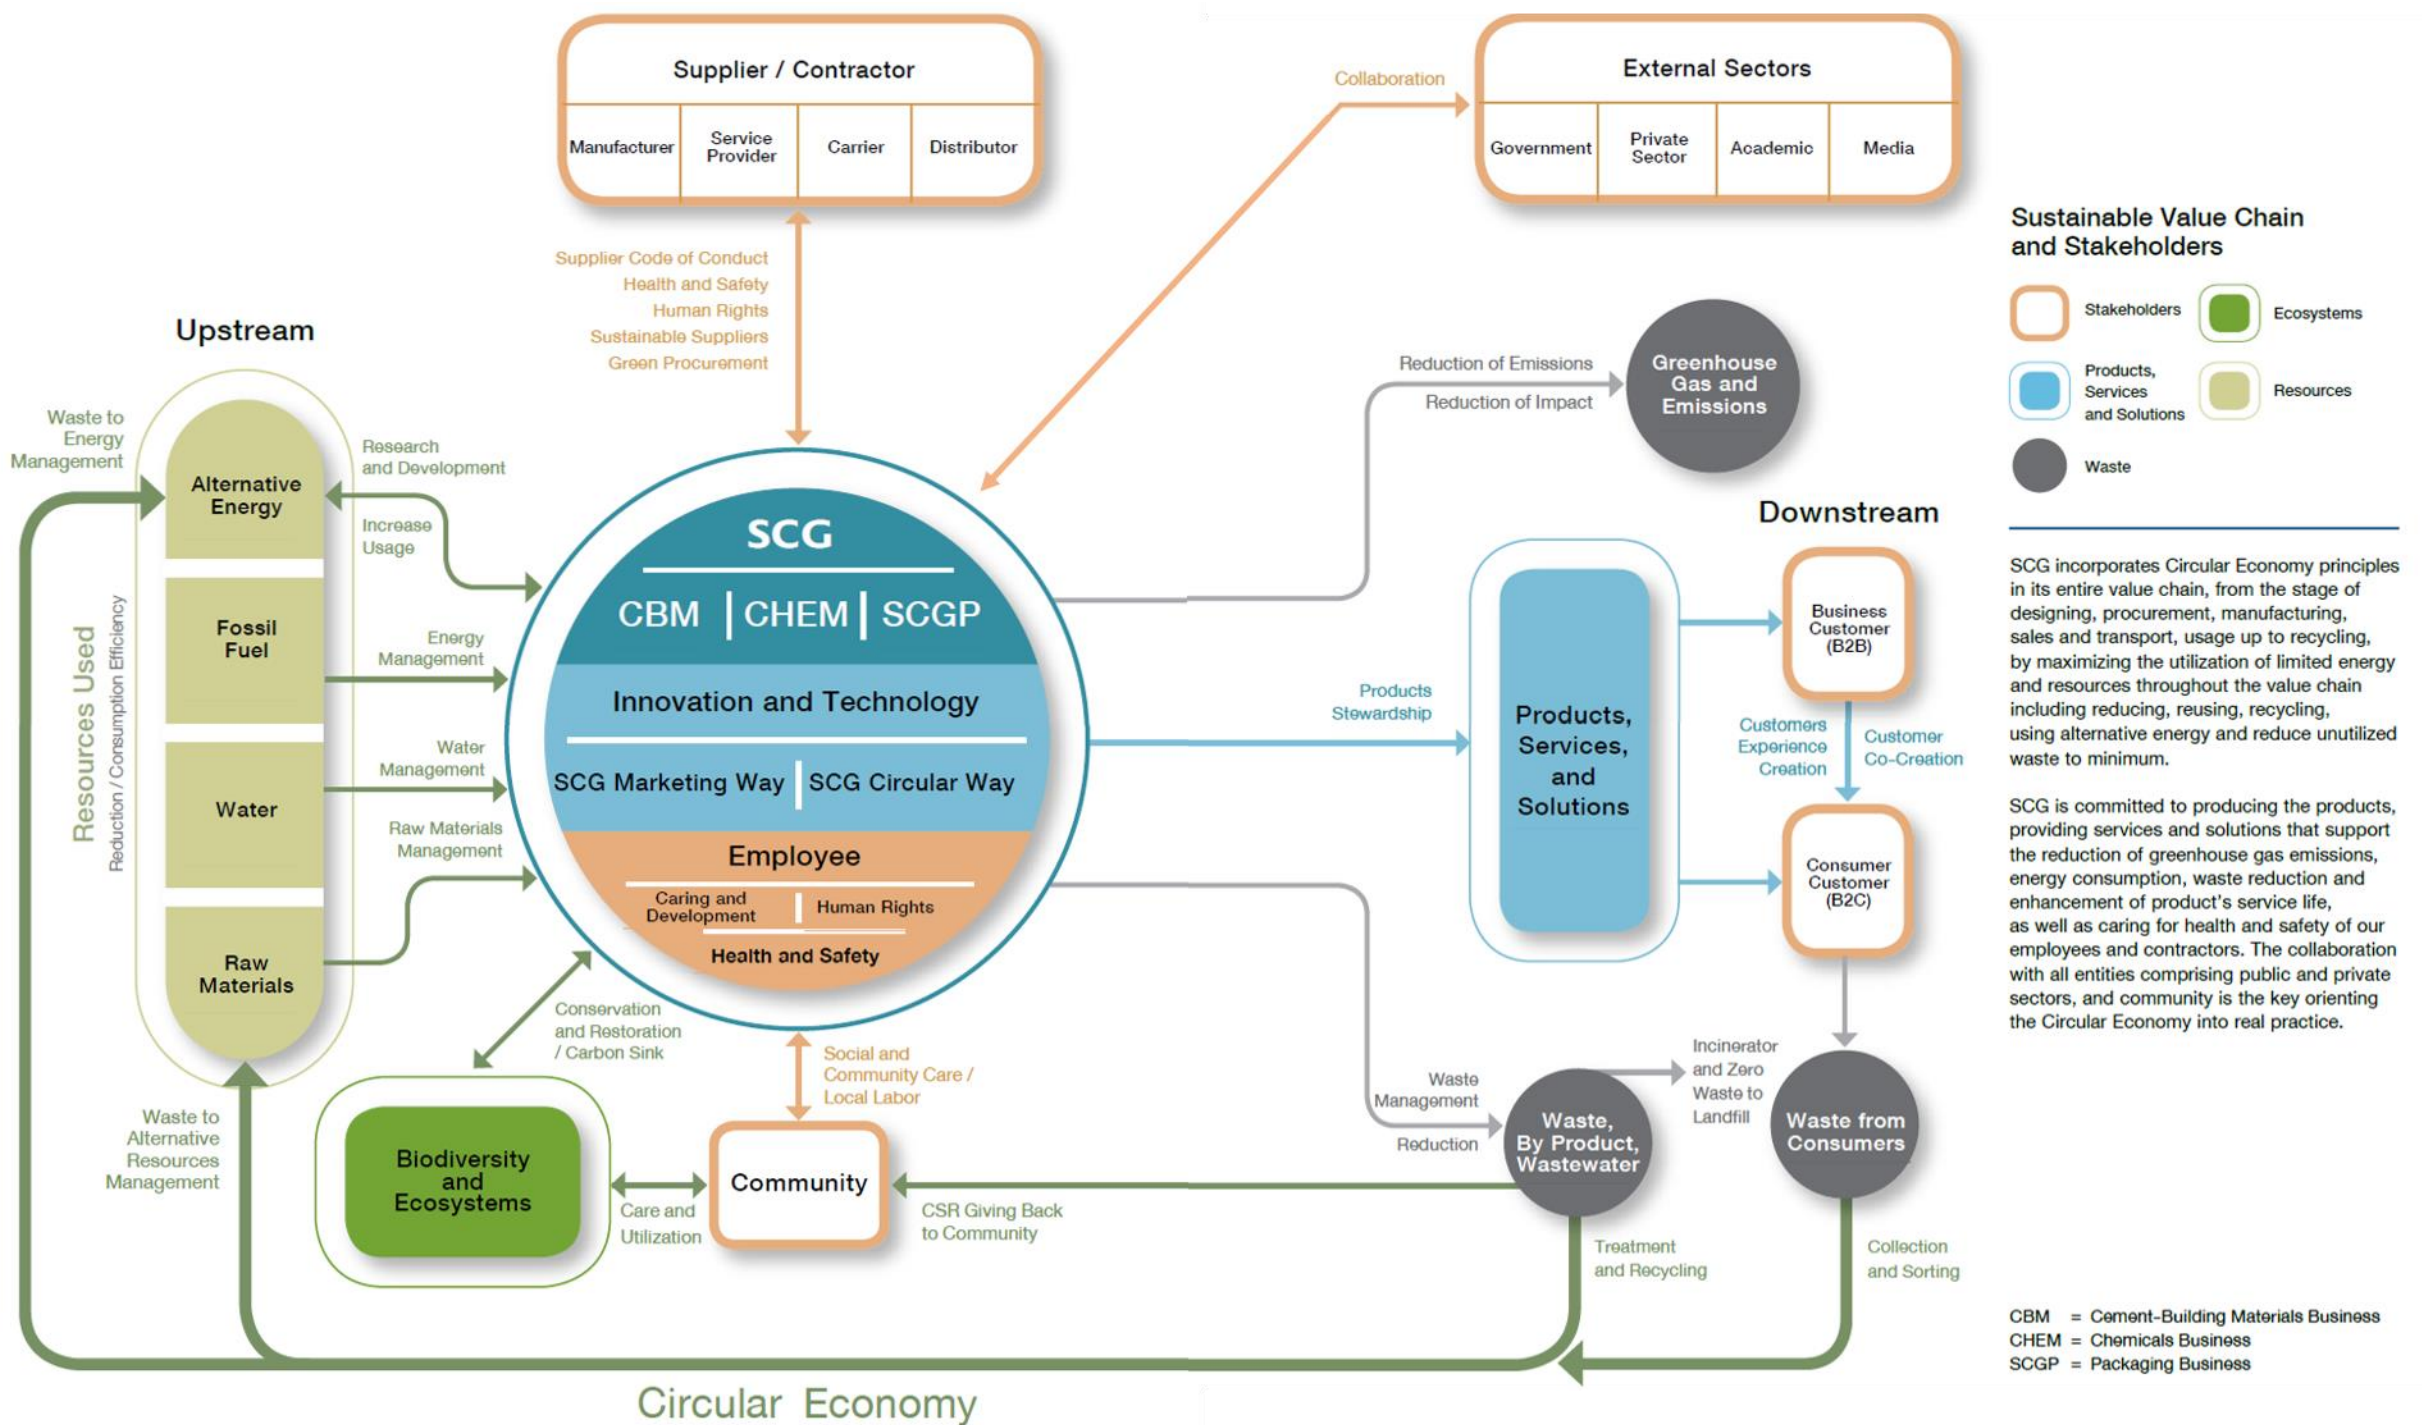 Supplier / Contractor
Manufacturer
Service
Provider
Carrier
Distributor
Collaboration
External Sectors
Government
Private
Sector
Academic
Media
Supplier Code of Conduct
Health and Safety
Human Rights
Sustainable Suppliers
Green Procurement
Sustainable Value Chain
and Stakeholders
Stakeholders
Ecosystems
Products,
Services
and Solutions
Resources
Waste
Upstream
Waste to
Energy
Management
Resources Used
Reduction / Consumption Efficiency
Alternative
Energy
Fossil
Fuel
Water
Raw
Materials
Research
and Development
Increase
Usage
Energy
Management
Water
Management
Raw Materials
Management
SCG
CBM | CHEM | SCGP
Innovation and Technology
SCG Marketing Way | SCG Circular Way
Employee
Caring and
Development
Human Rights
Health and Safety
Reduction of Emissions
Reduction of Impact
Greenhouse
Gas and
Emissions
Products
Stewardship
Products,
Services,
and
Solutions
Downstream
Business
Customer
(B2B)
Customers
Experience
Creation
Customer
Co-Creation
Consumer
Customer
(B2C)
SCG incorporates Circular Economy principles
in its entire value chain, from the stage of
designing, procurement, manufacturing,
sales and transport, usage up to recycling,
by maximizing the utilization of limited energy
and resources throughout the value chain
including reducing, reusing, recycling,
using alternative energy and reduce unutilized
waste to minimum.
SCG is committed to producing the products,
providing services and solutions that support
the reduction of greenhouse gas emissions,
energy consumption, waste reduction and
enhancement of product's service life,
as well as caring for health and safety of our
employees and contractors. The collaboration
with all entities comprising public and private
sectors, and community is the key orienting
the Circular Economy into real practice.
Conservation
and Restoration
/ Carbon Sink
Social and
Community Care /
Local Labor
Waste to
Alternative
Resources
Management
Biodiversity
and
Ecosystems
Care and
Utilization
Community
CSR Giving Back
to Community
Waste
Management
Reduction
Waste,
By Product,
Wastewater
Incinerator
and Zero
Waste to
Landfill
Waste from
Consumers
Treatment
and Recycling
Collection
and Sorting
Circular Economy
CBM = Cement-Building Materials Business
CHEM = Chemicals Business
SCGP = Packaging Business